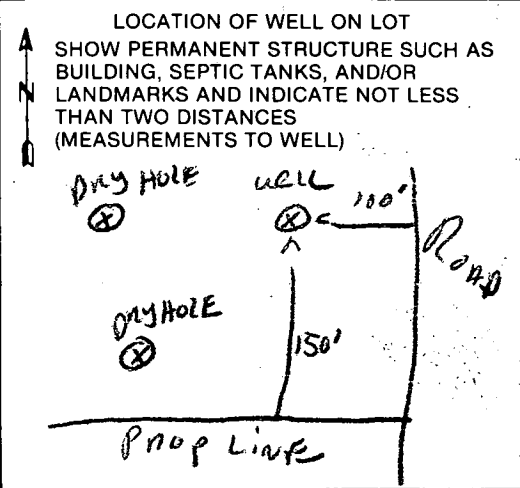 LOCATION OF WELL ON LOT
SHOW PERMANENT STRUCTURE SUCH AS
BUILDING, SEPTIC TANKS, AND/OR
N LANDMARKS AND INDICATE NOT LESS
THAN TWO DISTANCES
(MEASUREMENTS TO WELL)
DRY HOLE
WELL
100'
ROAD
DRY HOLE
150'
PROP LINE